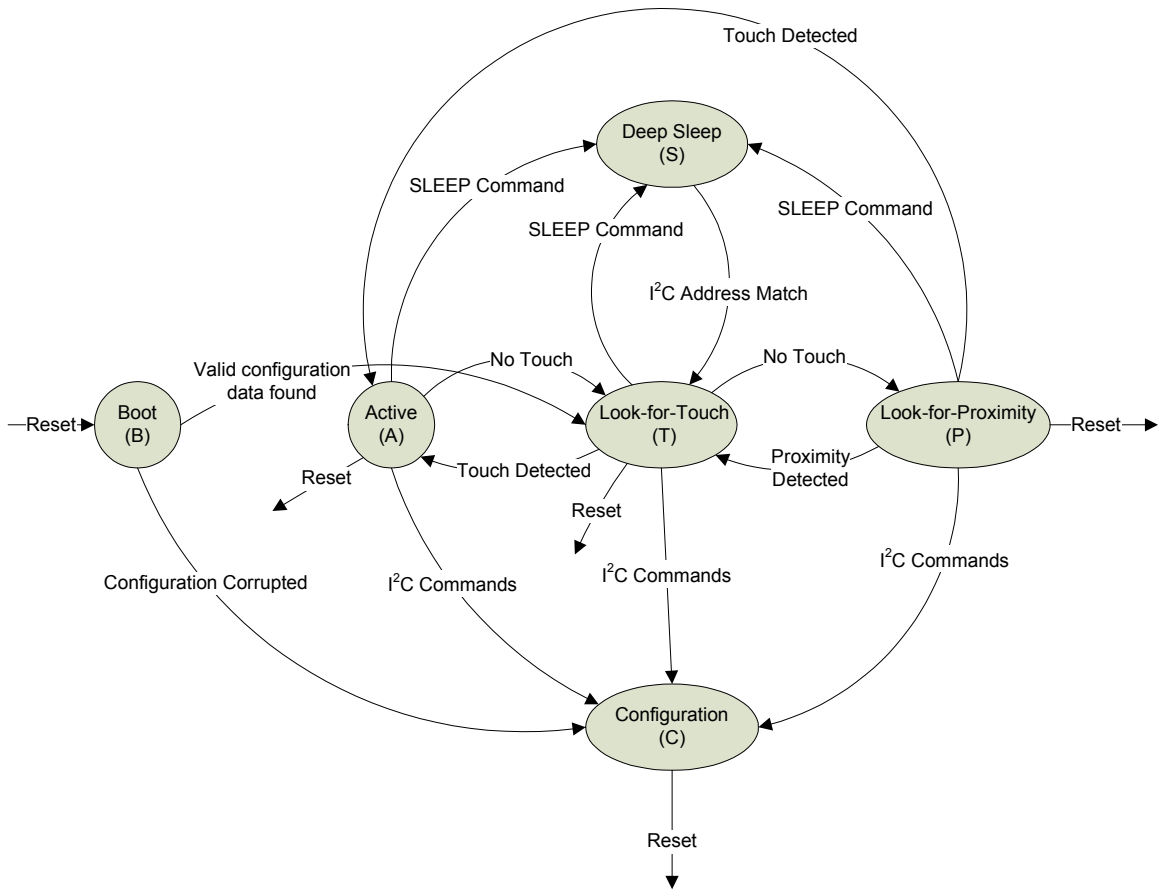 Touch Detected
Deep Sleep
(S)
SLEEP Command
SLEEP Command
SLEEP Command
I²C Address Match
Valid configuration
data found
No Touch
No Touch
Reset
Boot
(B)
Active
(A)
Look-for-Touch
(T)
Look-for-Proximity
(P)
Reset
Reset
Touch Detected
Proximity
Detected
Reset
Configuration Corrupted
I²C Commands
I²C Commands
I²C Commands
Configuration
(C)
Reset